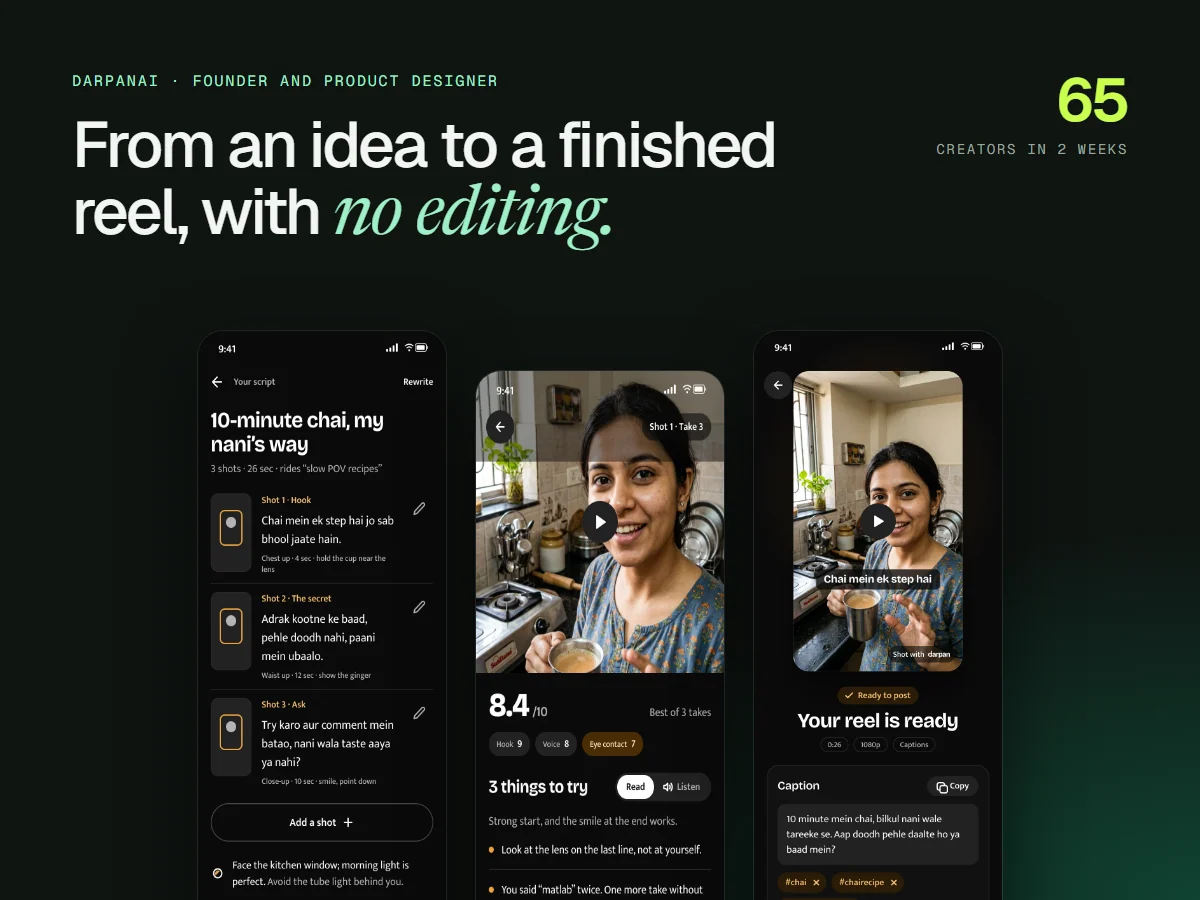 DARPANAI · FOUNDER AND PRODUCT DESIGNER
From an idea to a finished
reel, with no editing.
65
CREATORS IN 2 WEEKS
9:41
Your script
Rewrite
10-minute chai, my
nani's way
3 shots · 26 sec · rides “slow POV recipes”
Shot 1 · Hook
Chai mein ek step hai jo sab
bhool jaate hain.
Chest up · 4 sec · hold the cup near the
lens
Shot 2 · The secret
Adrak kootne ke baad,
pehle doodh nahi, paani
mein ubaalo.
Waist up · 12 sec · show the ginger
Shot 3 · Ask
Try karo aur comment mein
batao, nani wala taste aaya
ya nahi?
Close-up · 10 sec · smile, point down
Add a shot +
Face the kitchen window; morning light is
perfect. Avoid the tube light behind you.
9:41
Shot 1 · Take 3
8.4 /10
Best of 3 takes
Hook 9
Voice 8
Eye contact 7
3 things to try
Read
Listen
Strong start, and the smile at the end works.
Look at the lens on the last line, not at yourself.
You said “matlab” twice. One more take without
9:41
Chai mein ek step hai
Shot with darpan
Ready to post
Your reel is ready
0:26
1080p
Captions
Caption
Copy
10 minute mein chai, bilkul nani wale
tareeke se. Aap doodh pehle daalte ho ya
baad mein?
#chai ×
#chairecipe ×